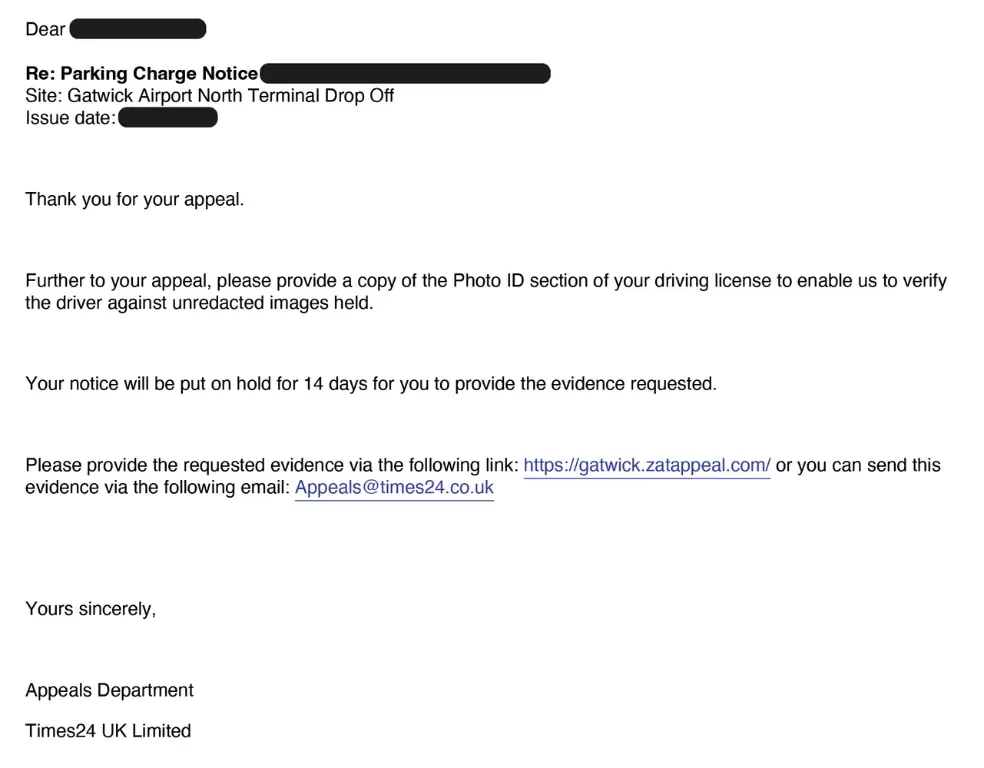 Dear
Re: Parking Charge Notice
Site: Gatwick Airport North Terminal Drop Off
Issue date:
Thank you for your appeal.
Further to your appeal, please provide a copy of the Photo ID section of your driving license to enable us to verify
the driver against unredacted images held.
Your notice will be put on hold for 14 days for you to provide the evidence requested.
Please provide the requested evidence via the following link: https://gatwick.zatappeal.com/ or you can send this
evidence via the following email: Appeals@times24.co.uk
Yours sincerely,
Appeals Department
Times24 UK Limited